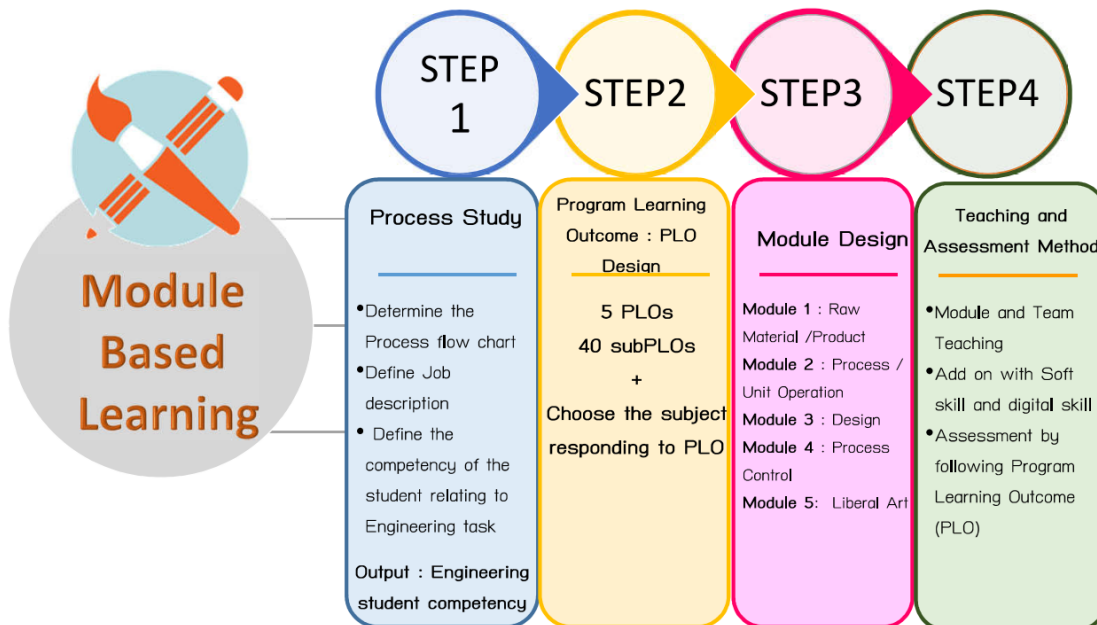 Module
Based
Learning
STEP
1
STEP2
STEP3
STEP4
Process Study
•Determine the
Process flow chart
•Define Job
description
• Define the
competency of the
student relating to
Engineering task
Output : Engineering
student competency
Program Learning
Outcome : PLO
Design
5 PLOs
40 subPLOs
+
Choose the subject
responding to PLO
Module Design
Module 1 : Raw
Material /Product
Module 2 : Process /
Unit Operation
Module 3 : Design
Module 4 : Process
Control
Module 5: Liberal Art
Teaching and
Assessment Method
•Module and Team
Teaching
•Add on with Soft
skill and digital skill
•Assessment by
following Program
Learning Outcome
(PLO)